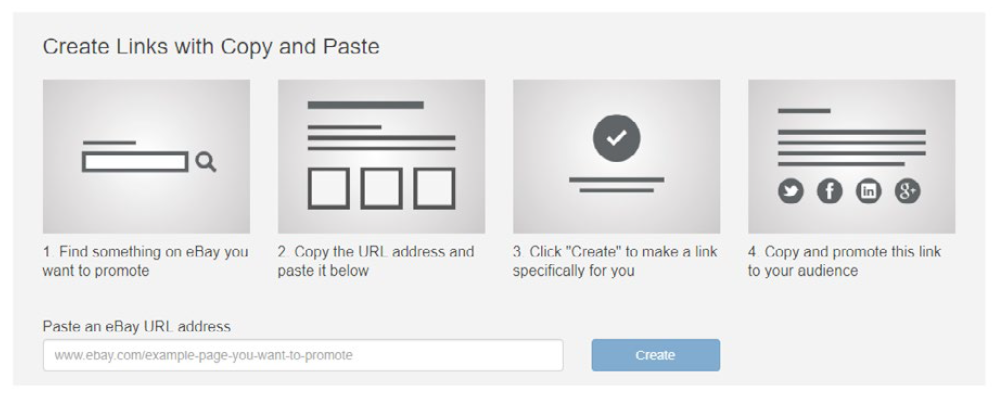 Create Links with Copy and Paste
1. Find something on eBay you
want to promote
2. Copy the URL address and
paste it below
3. Click "Create" to make a link
specifically for you
4. Copy and promote this link
to your audience
Paste an eBay URL address
www.ebay.com/example-page-you-want-to-promote
Create